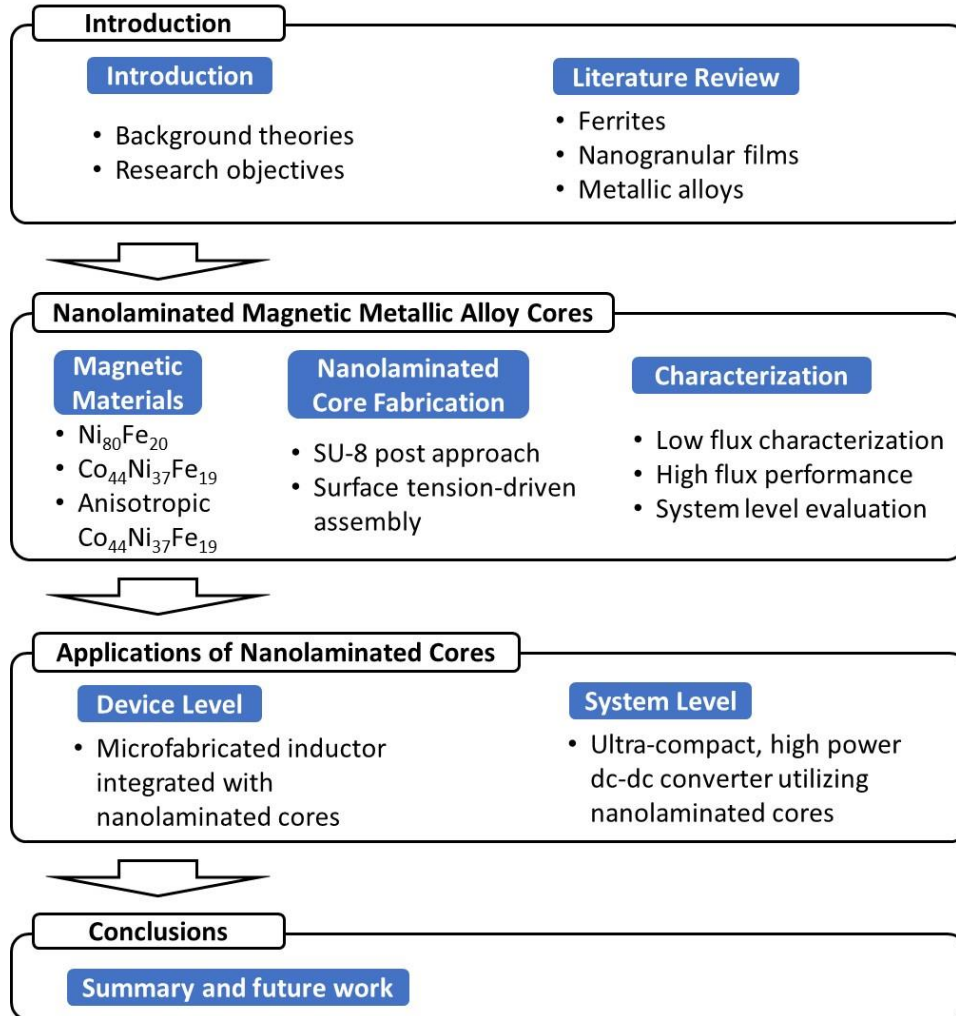 Introduction
Introduction
• Background theories
• Research objectives
Literature Review
• Ferrites
• Nanogranular films
• Metallic alloys
Nanolaminated Magnetic Metallic Alloy Cores
Magnetic
Materials
• Ni₈₀Fe₂₀
• Co₄₄Ni₃₇Fe₁₉
• Anisotropic
Co₄₄Ni₃₇Fe₁₉
Nanolaminated
Core Fabrication
• SU-8 post approach
• Surface tension-driven
assembly
Characterization
• Low flux characterization
• High flux performance
• System level evaluation
Applications of Nanolaminated Cores
Device Level
• Microfabricated inductor
integrated with
nanolaminated cores
System Level
• Ultra-compact, high power
dc-dc converter utilizing
nanolaminated cores
Conclusions
Summary and future work